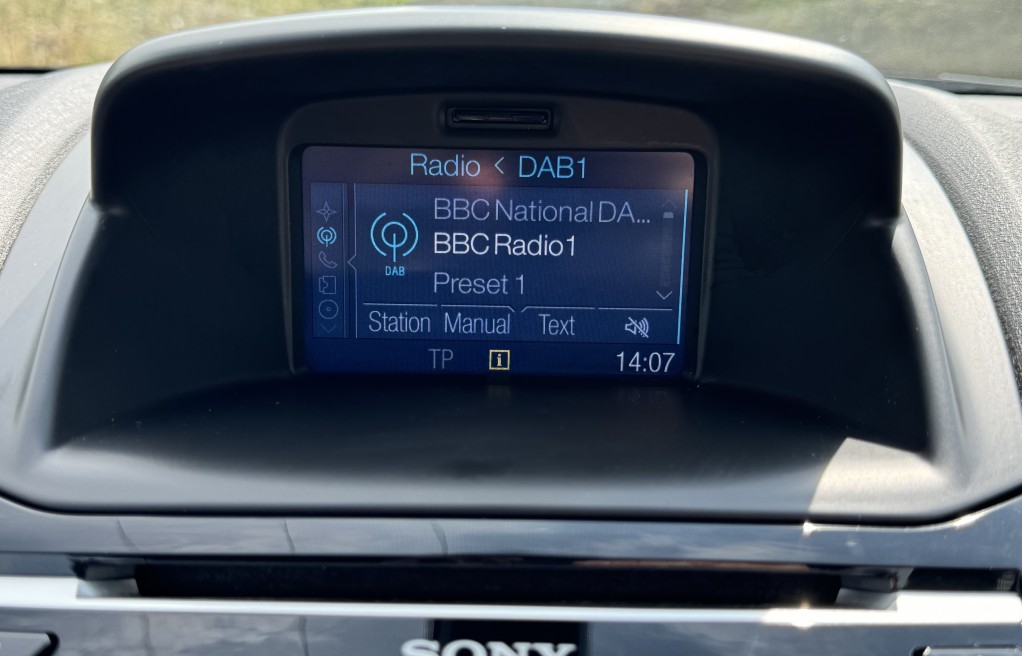 Radio < DAB1
BBC National DA...
BBC Radio1
DAB
Preset 1
Station Manual Text
TP i 14:07
SONY